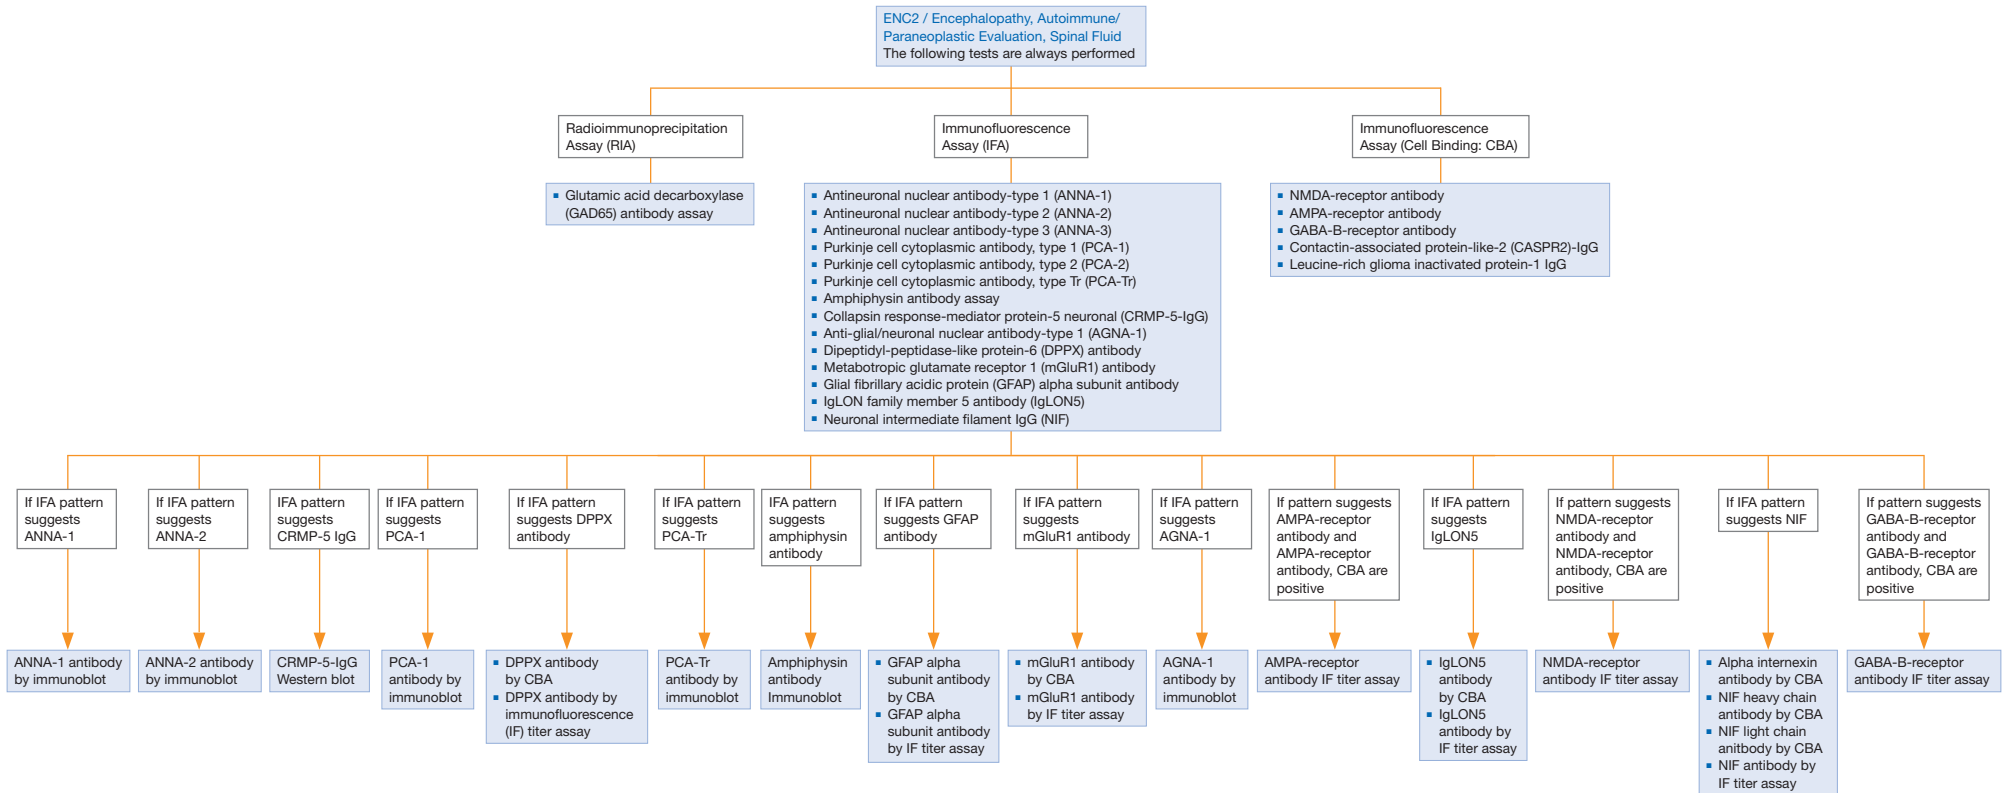 ENC2 / Encephalopathy, Autoimmune/
Paraneoplastic Evaluation, Spinal Fluid
The following tests are always performed
Radioimmunoprecipitation
Assay (RIA)
Immunofluorescence
Assay (IFA)
Immunofluorescence
Assay (Cell Binding: CBA)
▪ Glutamic acid decarboxylase
(GAD65) antibody assay
▪ Antineuronal nuclear antibody-type 1 (ANNA-1)
▪ Antineuronal nuclear antibody-type 2 (ANNA-2)
▪ Antineuronal nuclear antibody-type 3 (ANNA-3)
▪ Purkinje cell cytoplasmic antibody, type 1 (PCA-1)
▪ Purkinje cell cytoplasmic antibody, type 2 (PCA-2)
▪ Purkinje cell cytoplasmic antibody, type Tr (PCA-Tr)
▪ Amphiphysin antibody assay
▪ Collapsin response-mediator protein-5 neuronal (CRMP-5-IgG)
▪ Anti-glial/neuronal nuclear antibody-type 1 (AGNA-1)
▪ Dipeptidyl-peptidase-like protein-6 (DPPX) antibody
▪ Metabotropic glutamate receptor 1 (mGluR1) antibody
▪ Glial fibrillary acidic protein (GFAP) alpha subunit antibody
▪ IgLON family member 5 antibody (IgLON5)
▪ Neuronal intermediate filament IgG (NIF)
▪ NMDA-receptor antibody
▪ AMPA-receptor antibody
▪ GABA-B-receptor antibody
▪ Contactin-associated protein-like-2 (CASPR2)-IgG
▪ Leucine-rich glioma inactivated protein-1 IgG
If IFA pattern
suggests
ANNA-1
If IFA pattern
suggests
ANNA-2
IFA pattern
suggests
CRMP-5 IgG
If IFA pattern
suggests
PCA-1
If IFA pattern
suggests DPPX
antibody
If IFA pattern
suggests
PCA-Tr
IFA pattern
suggests
amphiphysin
antibody
If IFA pattern
suggests GFAP
antibody
If IFA pattern
suggests
mGluR1 antibody
If IFA pattern
suggests
AGNA-1
If pattern suggests
AMPA-receptor
antibody and
AMPA-receptor
antibody, CBA are
positive
If IFA pattern
suggests
IgLON5
If pattern suggests
NMDA-receptor
antibody and
NMDA-receptor
antibody, CBA are
positive
If IFA pattern
suggests NIF
If pattern suggests
GABA-B-receptor
antibody and
GABA-B-receptor
antibody, CBA are
positive
ANNA-1 antibody
by immunoblot
ANNA-2 antibody
by immunoblot
CRMP-5-IgG
Western blot
PCA-1
antibody by
immunoblot
▪ DPPX antibody
by CBA
▪ DPPX antibody by
immunofluorescence
(IF) titer assay
PCA-Tr
antibody by
immunoblot
Amphiphysin
antibody
Immunoblot
▪ GFAP alpha
subunit antibody
by CBA
▪ GFAP alpha
subunit antibody
by IF titer assay
▪ mGluR1 antibody
by CBA
▪ mGluR1 antibody
by IF titer assay
AGNA-1
antibody by
immunoblot
AMPA-receptor
antibody IF titer assay
▪ IgLON5
antibody
by CBA
▪ IgLON5
antibody by
IF titer assay
NMDA-receptor
antibody IF titer assay
▪ Alpha internexin
antibody by CBA
▪ NIF heavy chain
antibody by CBA
▪ NIF light chain
anitbody by CBA
▪ NIF antibody by
IF titer assay
GABA-B-receptor
antibody IF titer assay